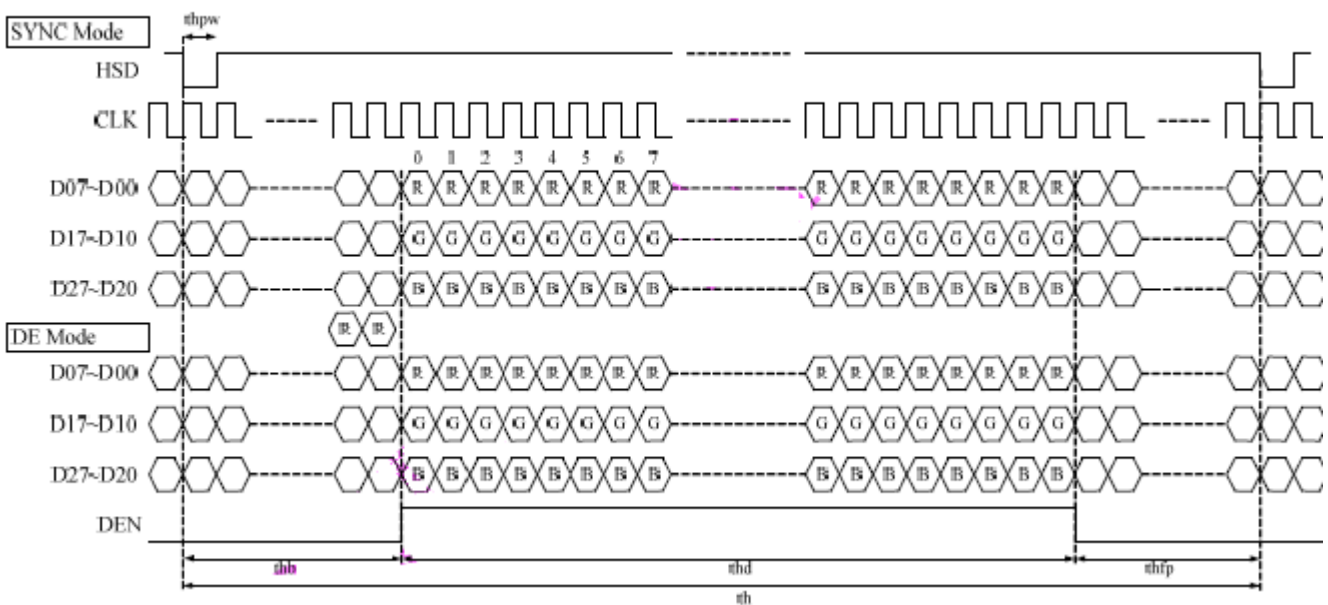 thpw
SYNC Mode
HSD
CLK
0 1 2 3 4 5 6 7
D07~D00 R R R R R R R R R R R R R R R R
D17~D10 G G G G G G G G G G G G G G G G
D27~D20 B B B B B B B B B B B B B B B B
R R
DE Mode
D07~D00 R R R R R R R R R R R R R R R R
D17~D10 G G G G G G G G G G G G G G G G
D27~D20 B B B B B B B B B B B B B B B B
DEN
thd thfp
th